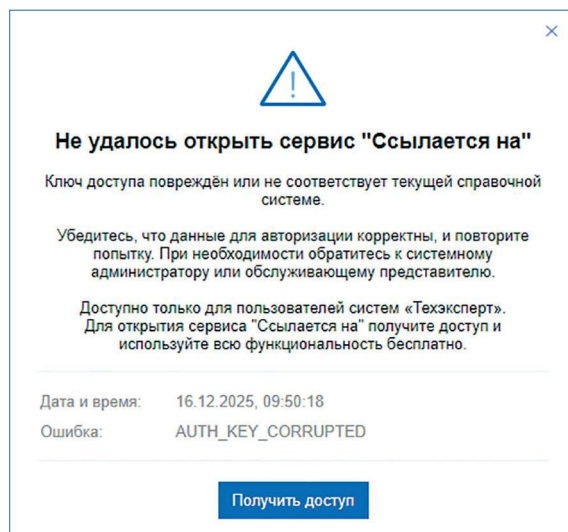 Не удалось открыть сервис "Ссылается на"
Ключ доступа повреждён или не соответствует текущей справочной
системе.
Убедитесь, что данные для авторизации корректны, и повторите
попытку. При необходимости обратитесь к системному
администратору или обслуживающему представителю.
Доступно только для пользователей систем «Техэксперт».
Для открытия сервиса "Ссылается на" получите доступ и
используйте всю функциональность бесплатно.
Дата и время: 16.12.2025, 09:50:18
Ошибка: AUTH_KEY_CORRUPTED
Получить доступ